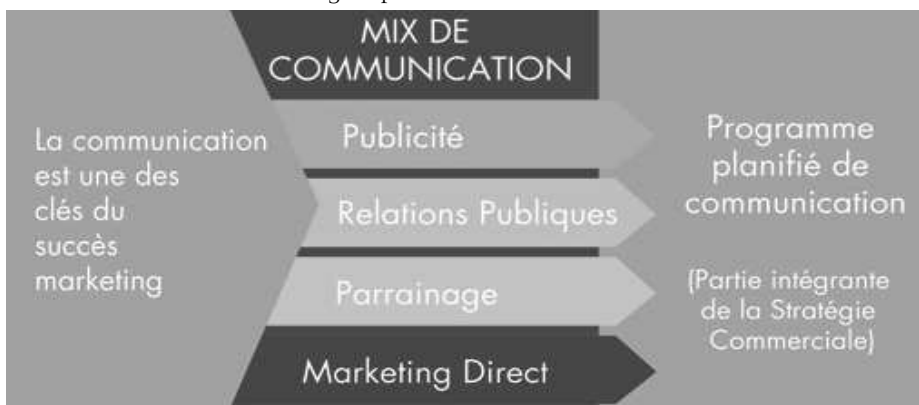 MIX DE
COMMUNICATION
La communication
est une des
clés du
succès
marketing
Publicité
Relations Publiques
Parrainage
Marketing Direct
Programme
planifié de
communication
(Partie intégrante
de la Stratégie
Commerciale)